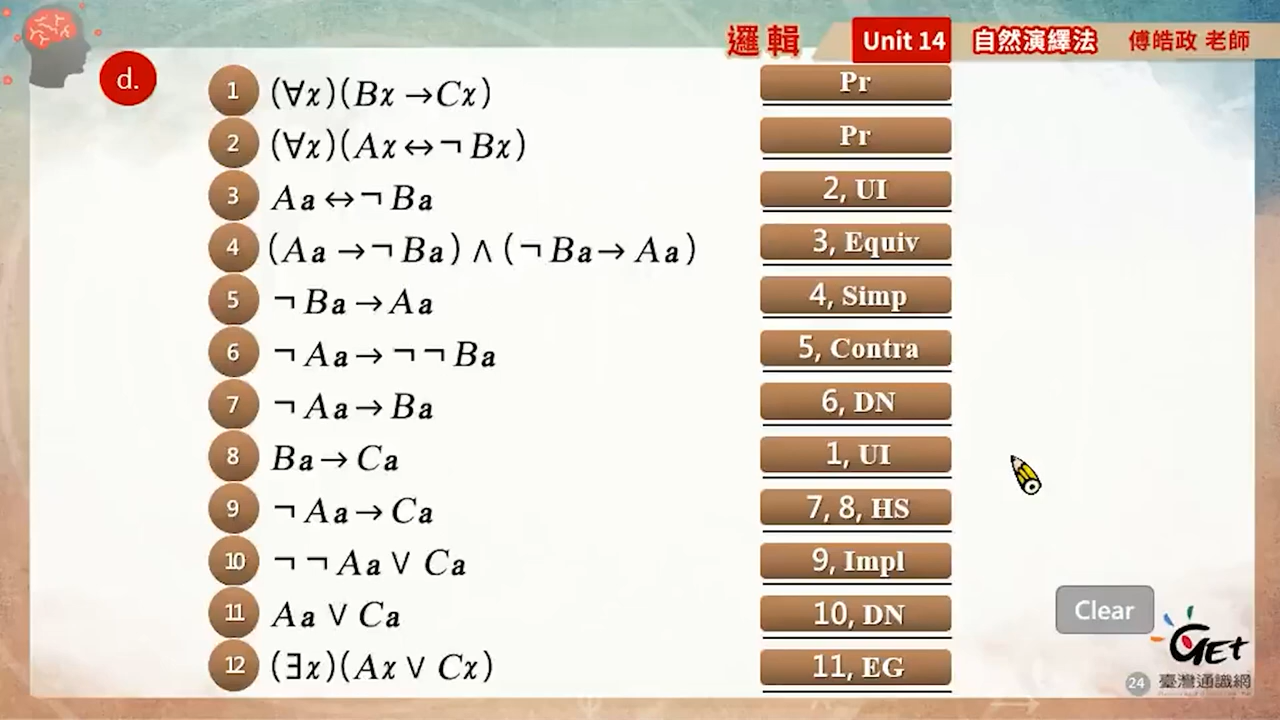 邏輯 Unit 14 自然演繹法 傅皓政 老師
d.
1 (∀x)(Bx →Cx) Pr
2 (∀x)(Ax↔¬Bx) Pr
3 Aa↔¬Ba 2, UI
4 (Aa→¬Ba)∧(¬Ba→Aa) 3, Equiv
5 ¬Ba→Aa 4, Simp
6 ¬Aa→¬¬Ba 5, Contra
7 ¬Aa→Ba 6, DN
8 Ba→Ca 1, UI
9 ¬Aa→Ca 7, 8, HS
10 ¬¬Aa∨Ca 9, Impl
11 Aa∨Ca 10, DN
12 (∃x)(Ax∨Cx) 11, EG
Clear
GET
24 臺灣通識網